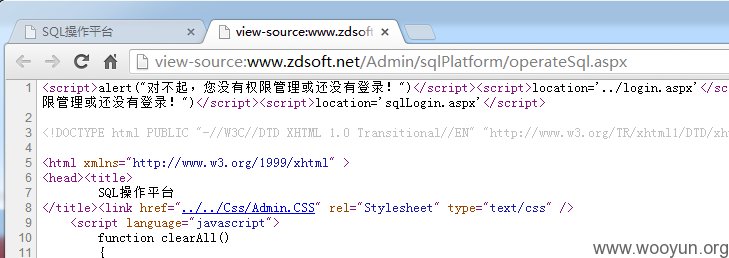 SQL操作平台
view-source:www.zdsoft
view-source:www.zdsoft.net/Admin/sqlPlatform/operateSql.aspx
1 <script>alert("对不起，您没有权限管理或还没有登录！")</script><script>location='../login.aspx'</sc
限管理或还没有登录！")</script><script>location='sqlLogin.aspx'</script>
2
3 <!DOCTYPE html PUBLIC "-//W3C//DTD XHTML 1.0 Transitional//EN" "http://www.w3.org/TR/xhtml1/DTD/xh
4
5 <html xmlns="http://www.w3.org/1999/xhtml" >
6 <head><title>
7 SQL操作平台
8 </title><link href="../../Css/Admin.CSS" rel="Stylesheet" type="text/css" />
9 <script language="javascript">
10 function clearAll()
11 {
www.wooyun.org